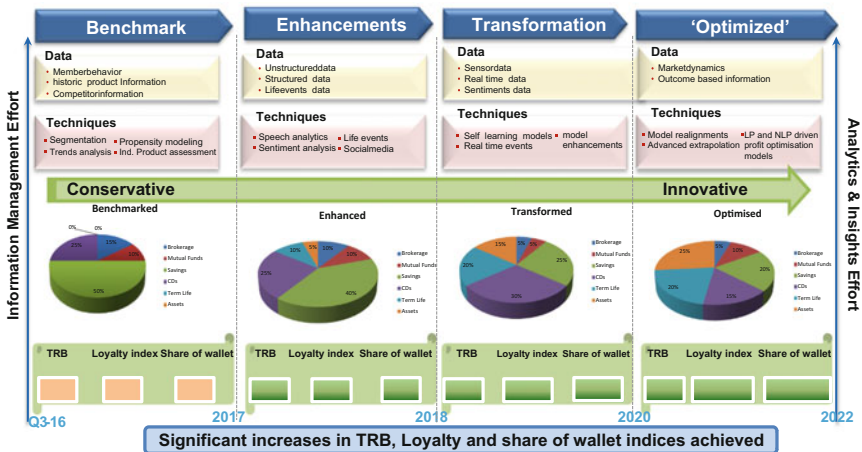 Benchmark
Enhancements
Transformation
‘Optimized’
Information Management Effort
Analytics & Insights Effort
Data
• Memberbehavior
• historic product Information
• Competitorinformation
Data
• Unstructureddata
• Structured data
• Lifeevents data
Data
• Sensordata
• Real time data
• Sentiments data
Data
• Marketdynamics
• Outcome based information
Techniques
Segmentation
Propensity modeling
Trends analysis
Ind. Product assessment
Techniques
Speech analytics
Life events
Sentiment analysis
Socialmedia
Techniques
Self learning models
model
Real time events
enhancements
Techniques
Model realignments
LP and NLP driven
Advanced extrapolation
profit optimisation
models
Conservative
Innovative
Benchmarked
0%
0%
25%
15%
10%
50%
Brokerage
Mutual Funds
Savings
CDs
Term Life
Assets
Enhanced
10%
5%
10%
10%
25%
40%
Brokerage
Mutual Funds
Savings
CDs
Term Life
Assets
Transformed
15%
5%
5%
20%
25%
30%
Brokerage
Mutual Funds
Savings
CDs
Term Life
Assets
Optimised
25%
5%
10%
20%
20%
15%
Brokerage
Mutual Funds
Savings
CDs
Term Life
Assets
TRB
Loyalty index
Share of wallet
TRB
Loyalty index
Share of wallet
TRB
Loyalty index
Share of wallet
TRB
Loyalty index
Share of wallet
Q3-16
2017
2018
2020
2022
Significant increases in TRB, Loyalty and share of wallet indices achieved